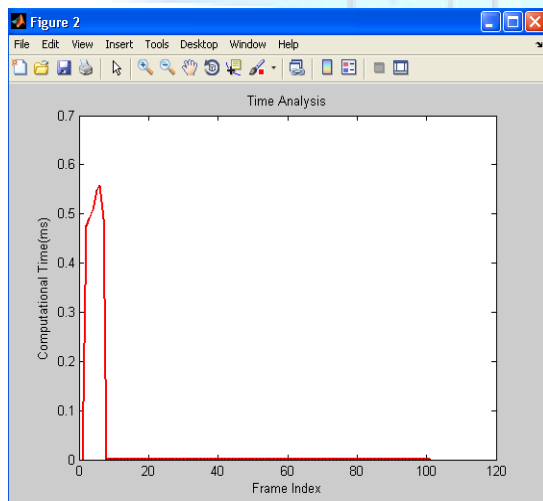 Figure 2
File Edit View Insert Tools Desktop Window Help
Time Analysis
0.7
0.6
0.5
0.4
0.3
0.2
0.1
0
Computational Time(ms)
0 20 40 60 80 100 120
Frame Index